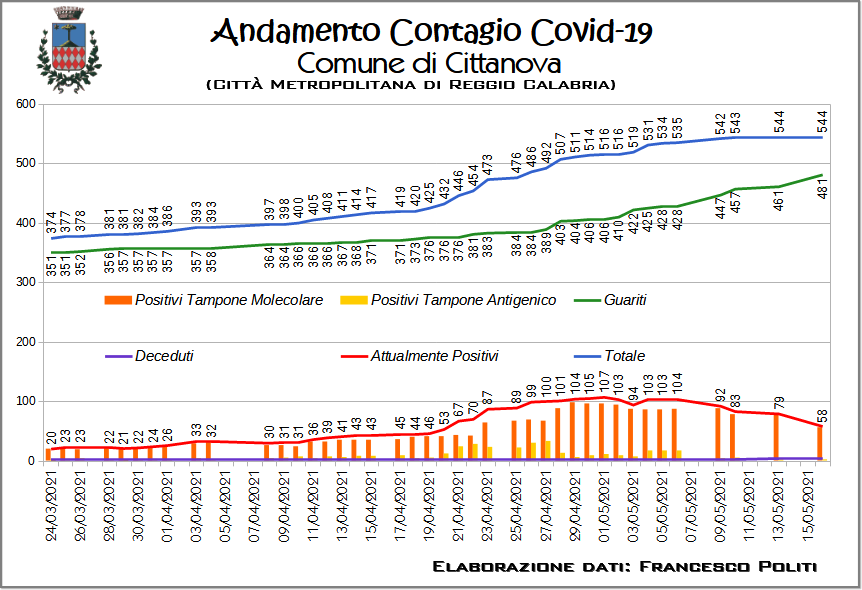 Andamento Contagio Covid-19
Comune di Cittanova
(Città Metropolitana di Reggio Calabria)
600
500
400
300
200
100
0
374 377 378 381 381 382 384 386 393 393 397 398 400 405 408 411 414 417 419 420 425 432 446 454 473 476 486 492 507 511 514 516 516 519 531 534 535 542 543 544 544
351 351 352 356 357 357 357 357 357 358 364 364 366 366 366 367 368 371 371 373 376 376 376 381 383 384 384 389 403 404 406 406 410 422 425 428 428 447 457 461 481
Positivi Tampone Molecolare Positivi Tampone Antigenico Guariti
Deceduti Attualmente Positivi Totale
20 23 23 22 21 22 24 26 33 32 30 31 31 36 39 41 43 43 45 44 46 53 67 70 87 89 99 100 101 104 105 107 103 94 103 103 104 92 83 79 58
24/03/2021 26/03/2021 28/03/2021 30/03/2021 01/04/2021 03/04/2021 05/04/2021 07/04/2021 09/04/2021 11/04/2021 13/04/2021 15/04/2021 17/04/2021 19/04/2021 21/04/2021 23/04/2021 25/04/2021 27/04/2021 29/04/2021 01/05/2021 03/05/2021 05/05/2021 07/05/2021 09/05/2021 11/05/2021 13/05/2021 15/05/2021
Elaborazione dati: Francesco Politi